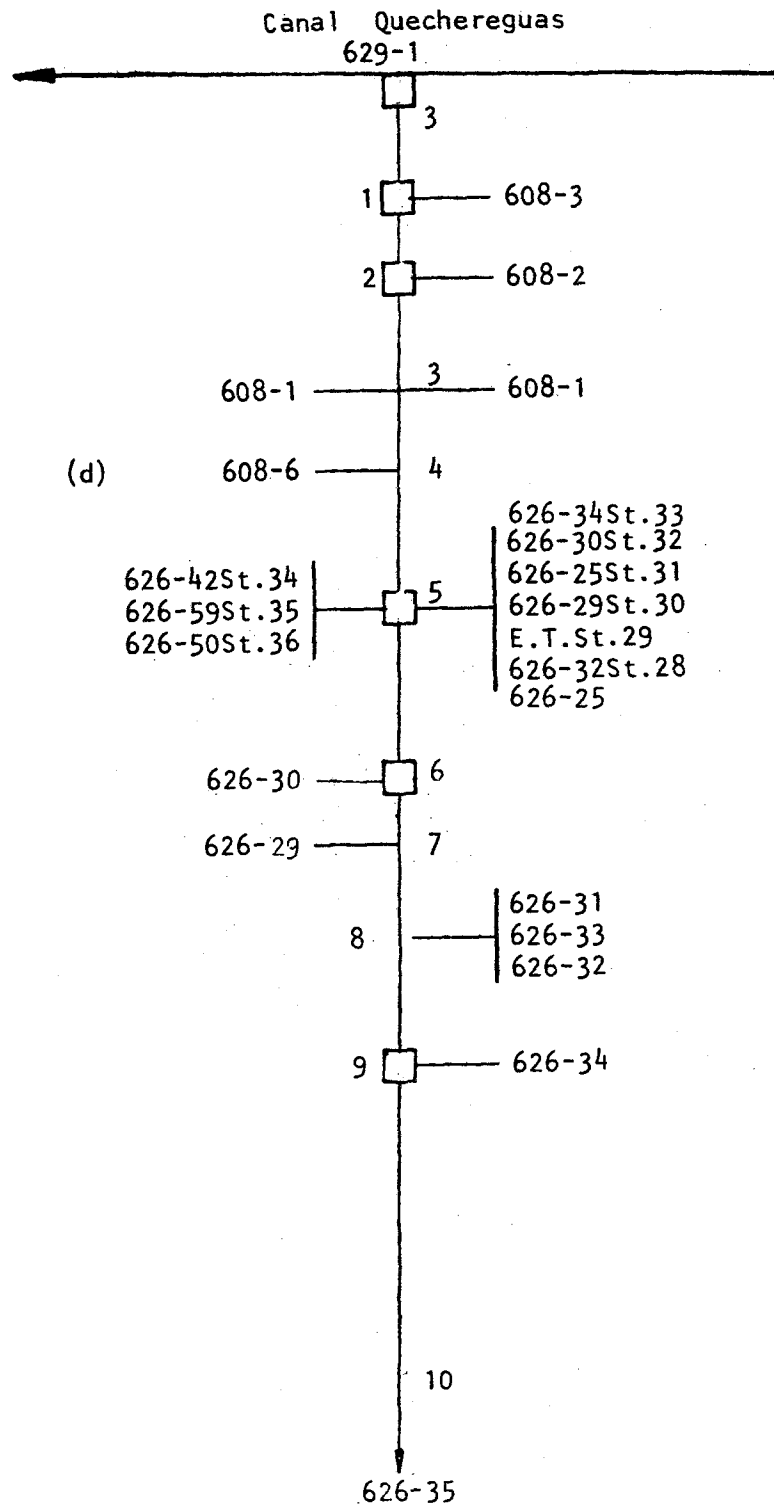 Canal Quechereguas
629-1
3
1 608-3
2 608-2
608-1 3 608-1
(d) 608-6 4
626-34St.33
626-30St.32
626-25St.31
626-29St.30
E.T.St.29
626-32St.28
626-25
5
626-42St.34
626-59St.35
626-50St.36
626-30 6
626-29 7
8
626-31
626-33
626-32
9 626-34
10
626-35